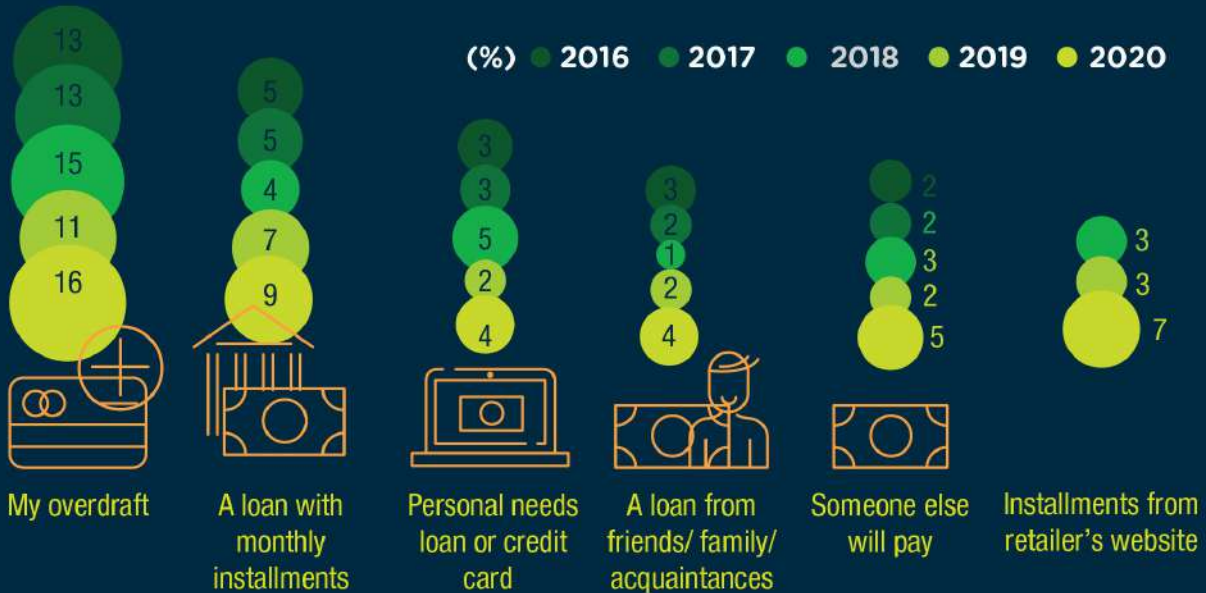 (%) 2016 2017 2018 2019 2020
13
13
15
11
16
My overdraft
5
5
4
7
9
A loan with
monthly
installments
3
3
5
2
4
Personal needs
loan or credit
card
3
2
1
2
4
A loan from
friends/ family/
acquaintances
2
2
3
2
5
Someone else
will pay
3
3
7
Installments from
retailer's website